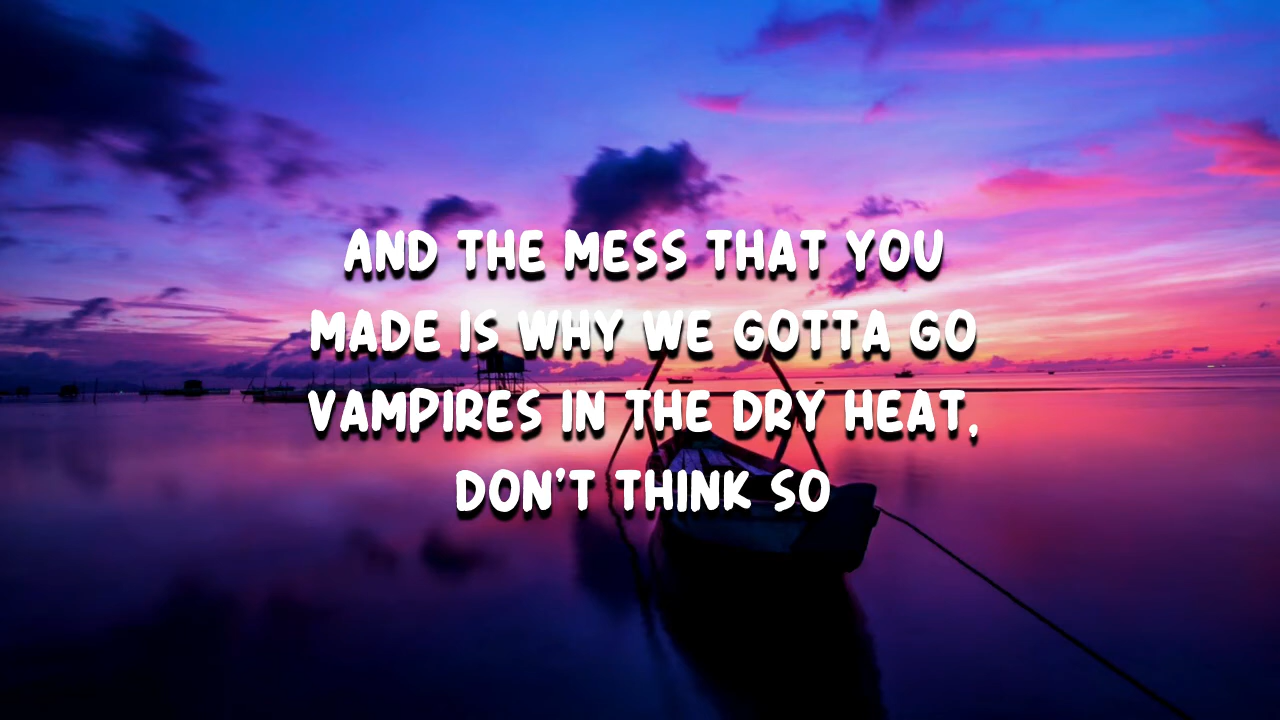 AND THE MESS THAT YOU
MADE IS WHY WE GOTTA GO
VAMPIRES IN THE DRY HEAT,
DON'T THINK SO